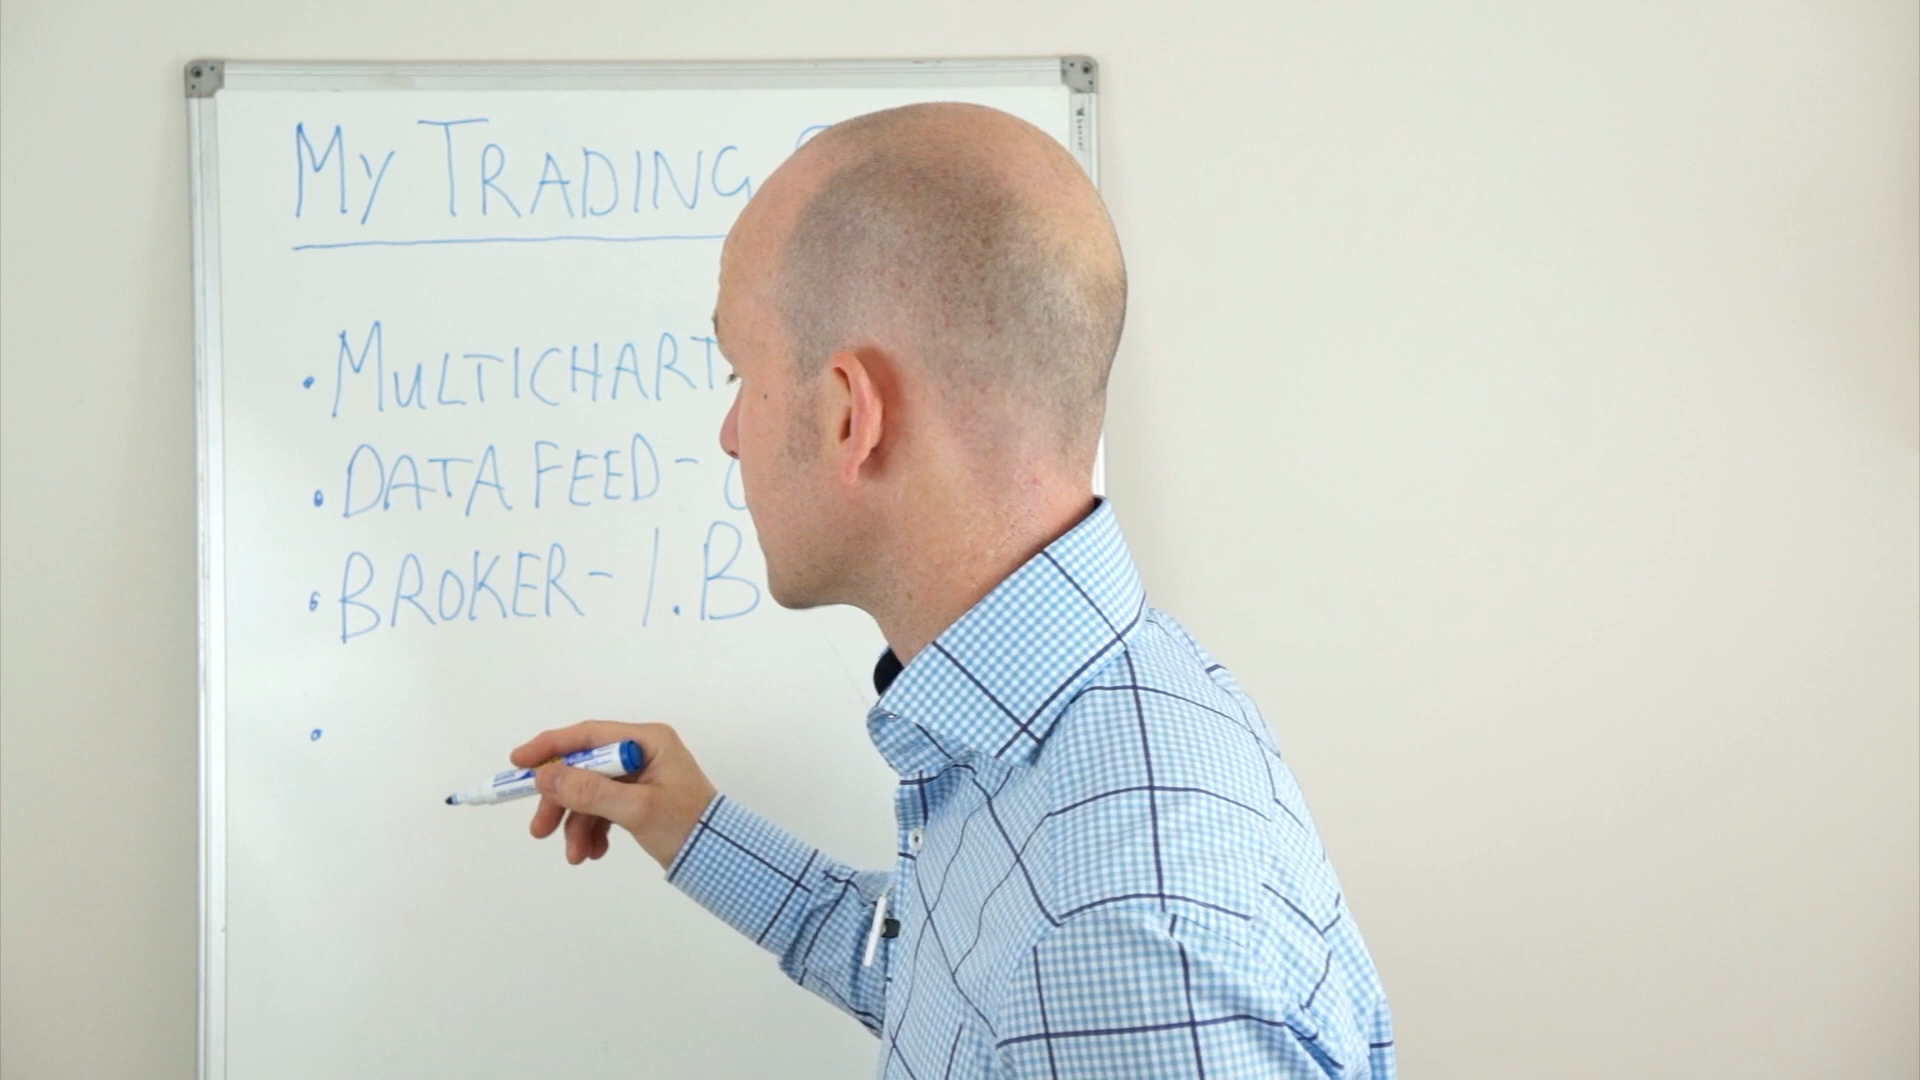 MY TRADING
• MULTICHART
• DATA FEED -
• BROKER - I.B
•